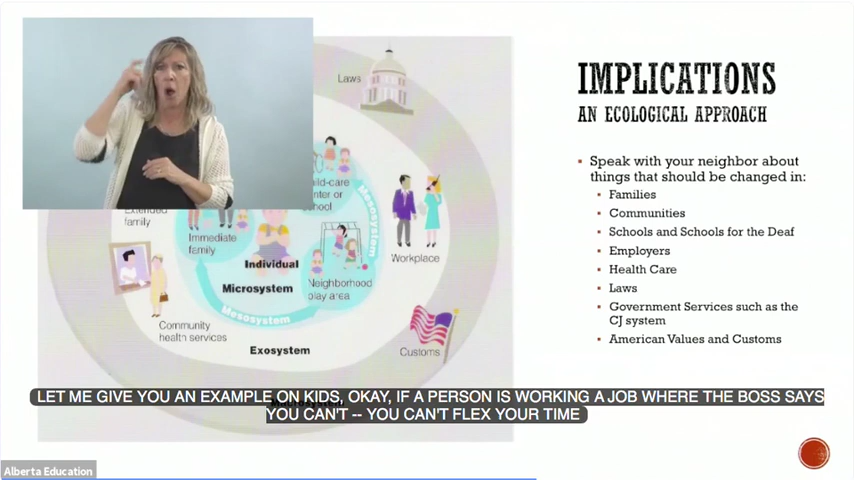 Laws
IMPLICATIONS
AN ECOLOGICAL APPROACH
Speak with your neighbor about
things that should be changed in:
Families
Communities
Schools and Schools for the Deaf
Employers
Health Care
Laws
Government Services such as the
CJ system
American Values and Customs
school
Mesosystem
family
Immediate
family
Individual
Neighborhood
play area
Workplace
Microsystem
Mesosystem
Community
health services
Exosystem
Customs
LET ME GIVE YOU AN EXAMPLE ON KIDS, OKAY, IF A PERSON IS WORKING A JOB WHERE THE BOSS SAYS
YOU CAN'T -- YOU CAN'T FLEX YOUR TIME
Alberta Education